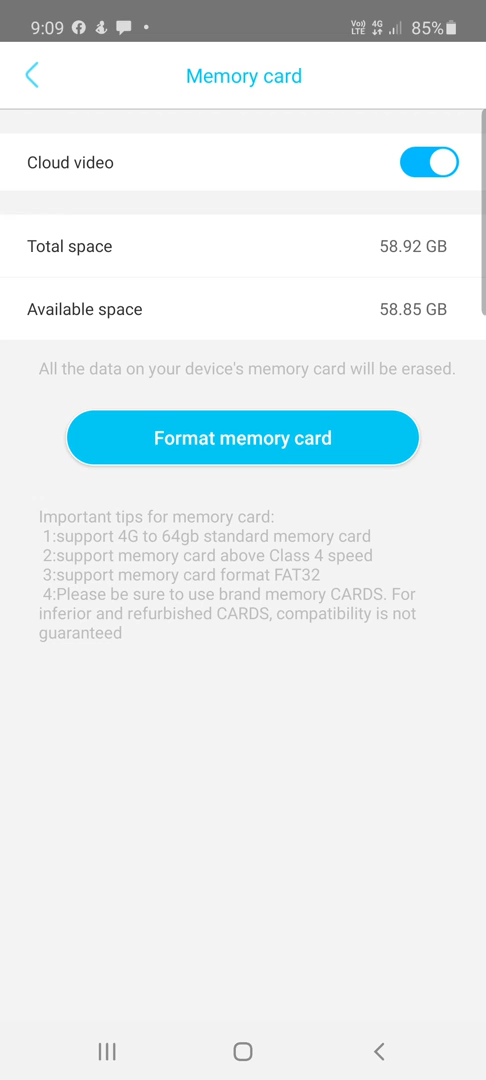 9:09
Vo)) LTE 4G 85%
Memory card
Cloud video
Total space 58.92 GB
Available space 58.85 GB
All the data on your device's memory card will be erased.
Format memory card
Important tips for memory card:
1:support 4G to 64gb standard memory card
2:support memory card above Class 4 speed
3:support memory card format FAT32
4:Please be sure to use brand memory CARDS. For
inferior and refurbished CARDS, compatibility is not
guaranteed